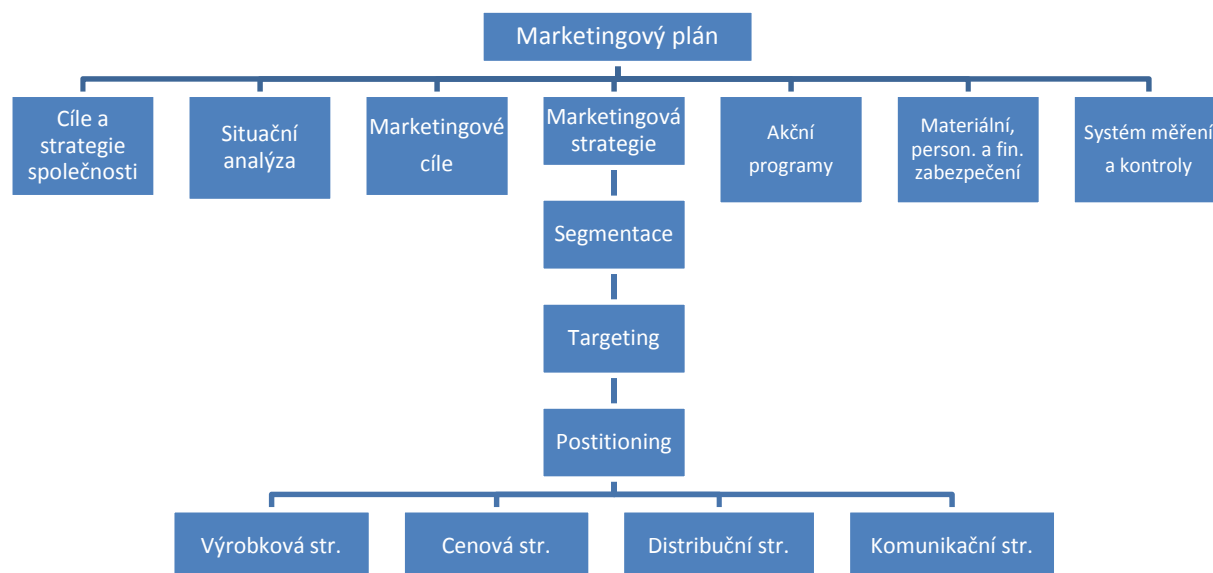 Marketingový plán
Cíle a
strategie
společnosti
Situační
analýza
Marketingové
cíle
Marketingová
strategie
Akční
programy
Materiální,
person. a fin.
zabezpečení
Systém měření
a kontroly
Segmentace
Targeting
Postitioning
Výrobková str.
Cenová str.
Distribuční str.
Komunikační str.